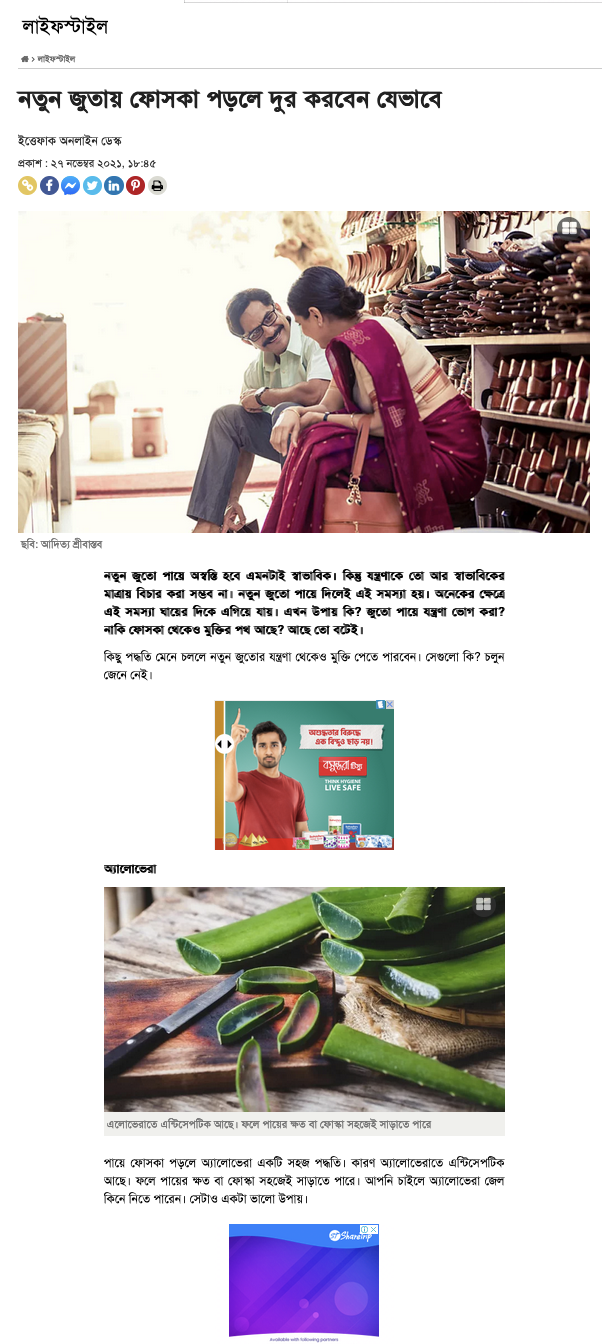 লাইফস্টাইল
লাইফস্টাইল
নতুন জুতায় ফোসকা পড়লে দুর করবেন যেভাবে
ইত্তেফাক অনলাইন ডেস্ক
প্রকাশ : ২৭ নভেম্বর ২০২১, ১৮:৪৫
ছবি: আদিত্য শ্রীবাস্তব
নতুন জুতো পায়ে অস্বস্তি হবে এমনটাই স্বাভাবিক। কিন্তু যন্ত্রণাকে তো আর স্বাভাবিকের
মাত্রায় বিচার করা সম্ভব না। নতুন জুতো পায়ে দিলেই এই সমস্যা হয়। অনেকের ক্ষেত্রে
এই সমস্যা ঘায়ের দিকে এগিয়ে যায়। এখন উপায় কি? জুতো পায়ে যন্ত্রণা ভোগ করা?
নাকি ফোসকা থেকেও মুক্তির পথ আছে? আছে তো বটেই।
কিছু পদ্ধতি মেনে চললে নতুন জুতোর যন্ত্রণা থেকেও মুক্তি পেতে পারবেন। সেগুলো কি? চলুন
জেনে নেই।
অশুদ্ধতার বিরুদ্ধে
এক বিন্দুও ছাড় নয়!
বসুন্ধরা টিস্যু
THINK HYGIENE
LIVE SAFE
অ্যালোভেরা
এলোভেরাতে এন্টিসেপটিক আছে। ফলে পায়ের ক্ষত বা ফোস্কা সহজেই সাড়াতে পারে
পায়ে ফোসকা পড়লে অ্যালোভেরা একটি সহজ পদ্ধতি। কারণ অ্যালোভেরাতে এন্টিসেপটিক
আছে। ফলে পায়ের ক্ষত বা ফোস্কা সহজেই সাড়াতে পারে। আপনি চাইলে অ্যালোভেরা জেল
কিনে নিতে পারেন। সেটাও একটা ভালো উপায়।
ShareTrip
Available with following partners